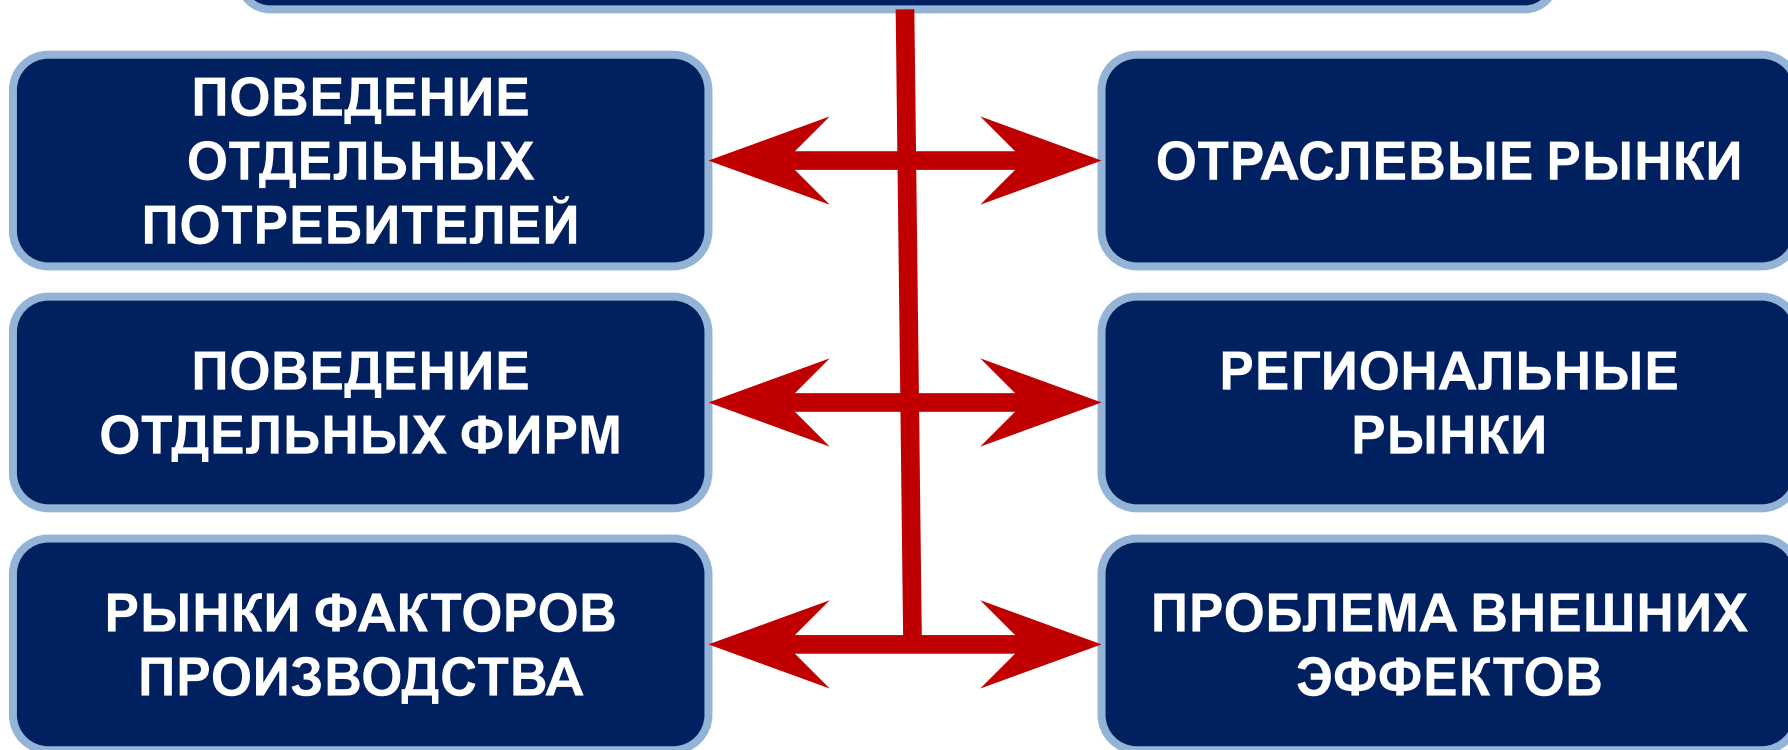 ПОВЕДЕНИЕ
ОТДЕЛЬНЫХ
ПОТРЕБИТЕЛЕЙ
ОТРАСЛЕВЫЕ РЫНКИ
ПОВЕДЕНИЕ
ОТДЕЛЬНЫХ ФИРМ
РЕГИОНАЛЬНЫЕ
РЫНКИ
РЫНКИ ФАКТОРОВ
ПРОИЗВОДСТВА
ПРОБЛЕМА ВНЕШНИХ
ЭФФЕКТОВ